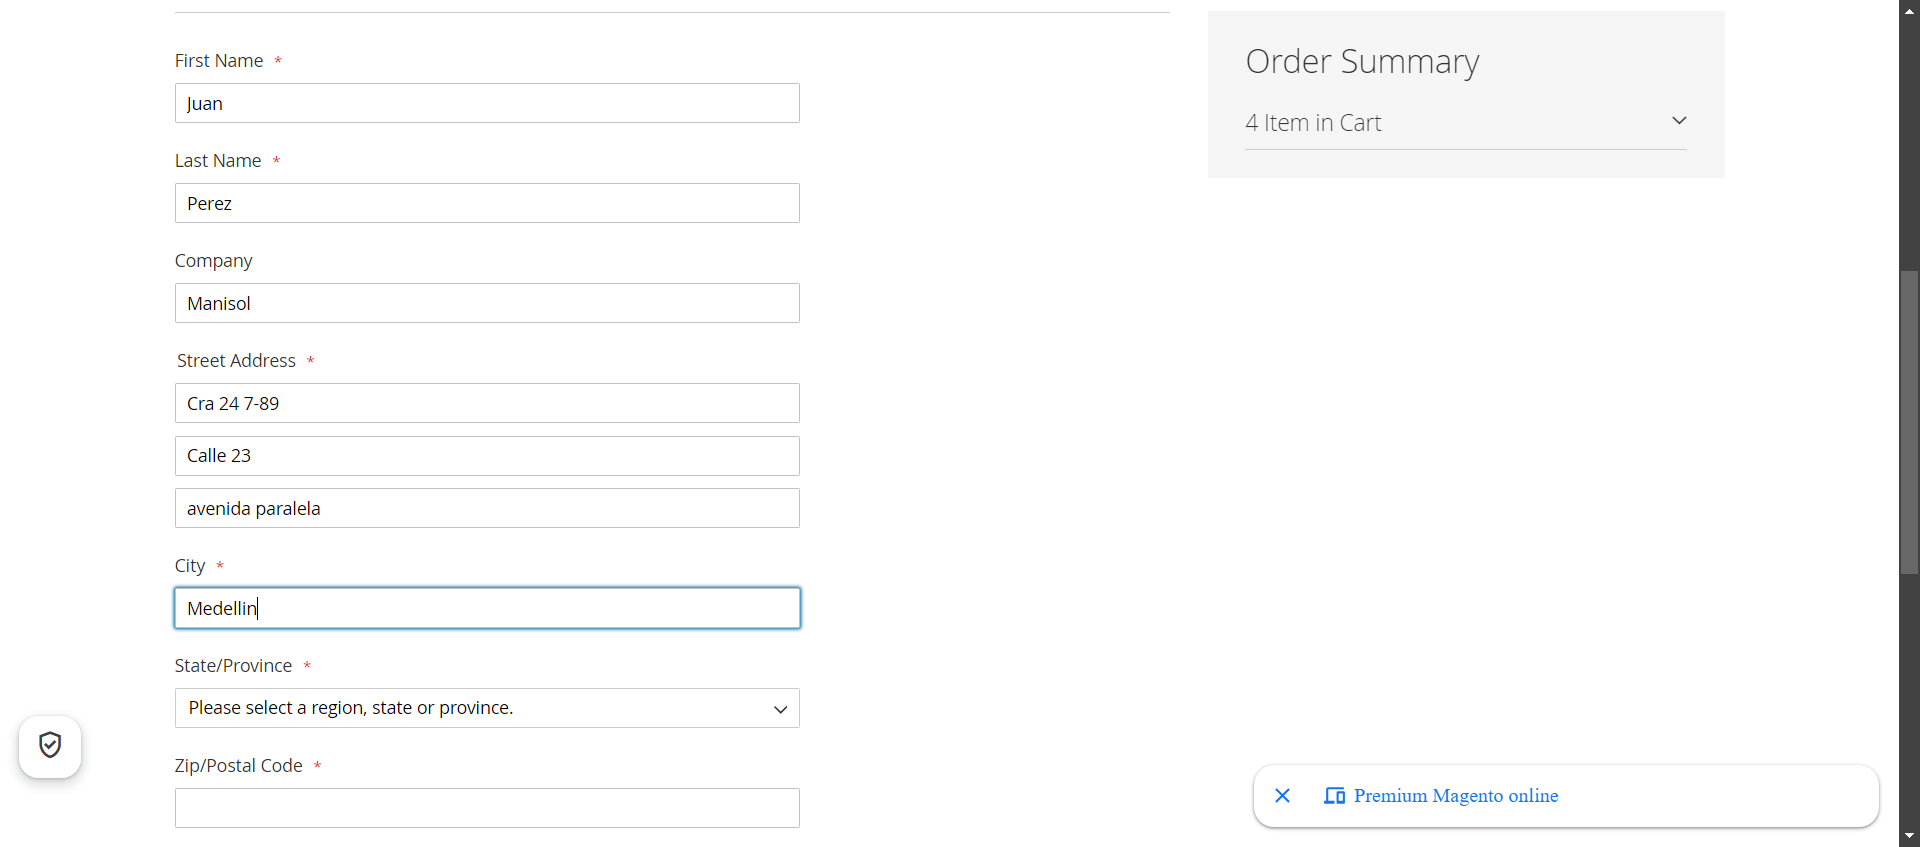 First Name *
Juan
Last Name *
Perez
Company
Manisol
Street Address *
Cra 24 7-89
Calle 23
avenida paralela
City *
Medellin
State/Province *
Please select a region, state or province.
Zip/Postal Code *
Order Summary
4 Item in Cart
Premium Magento online